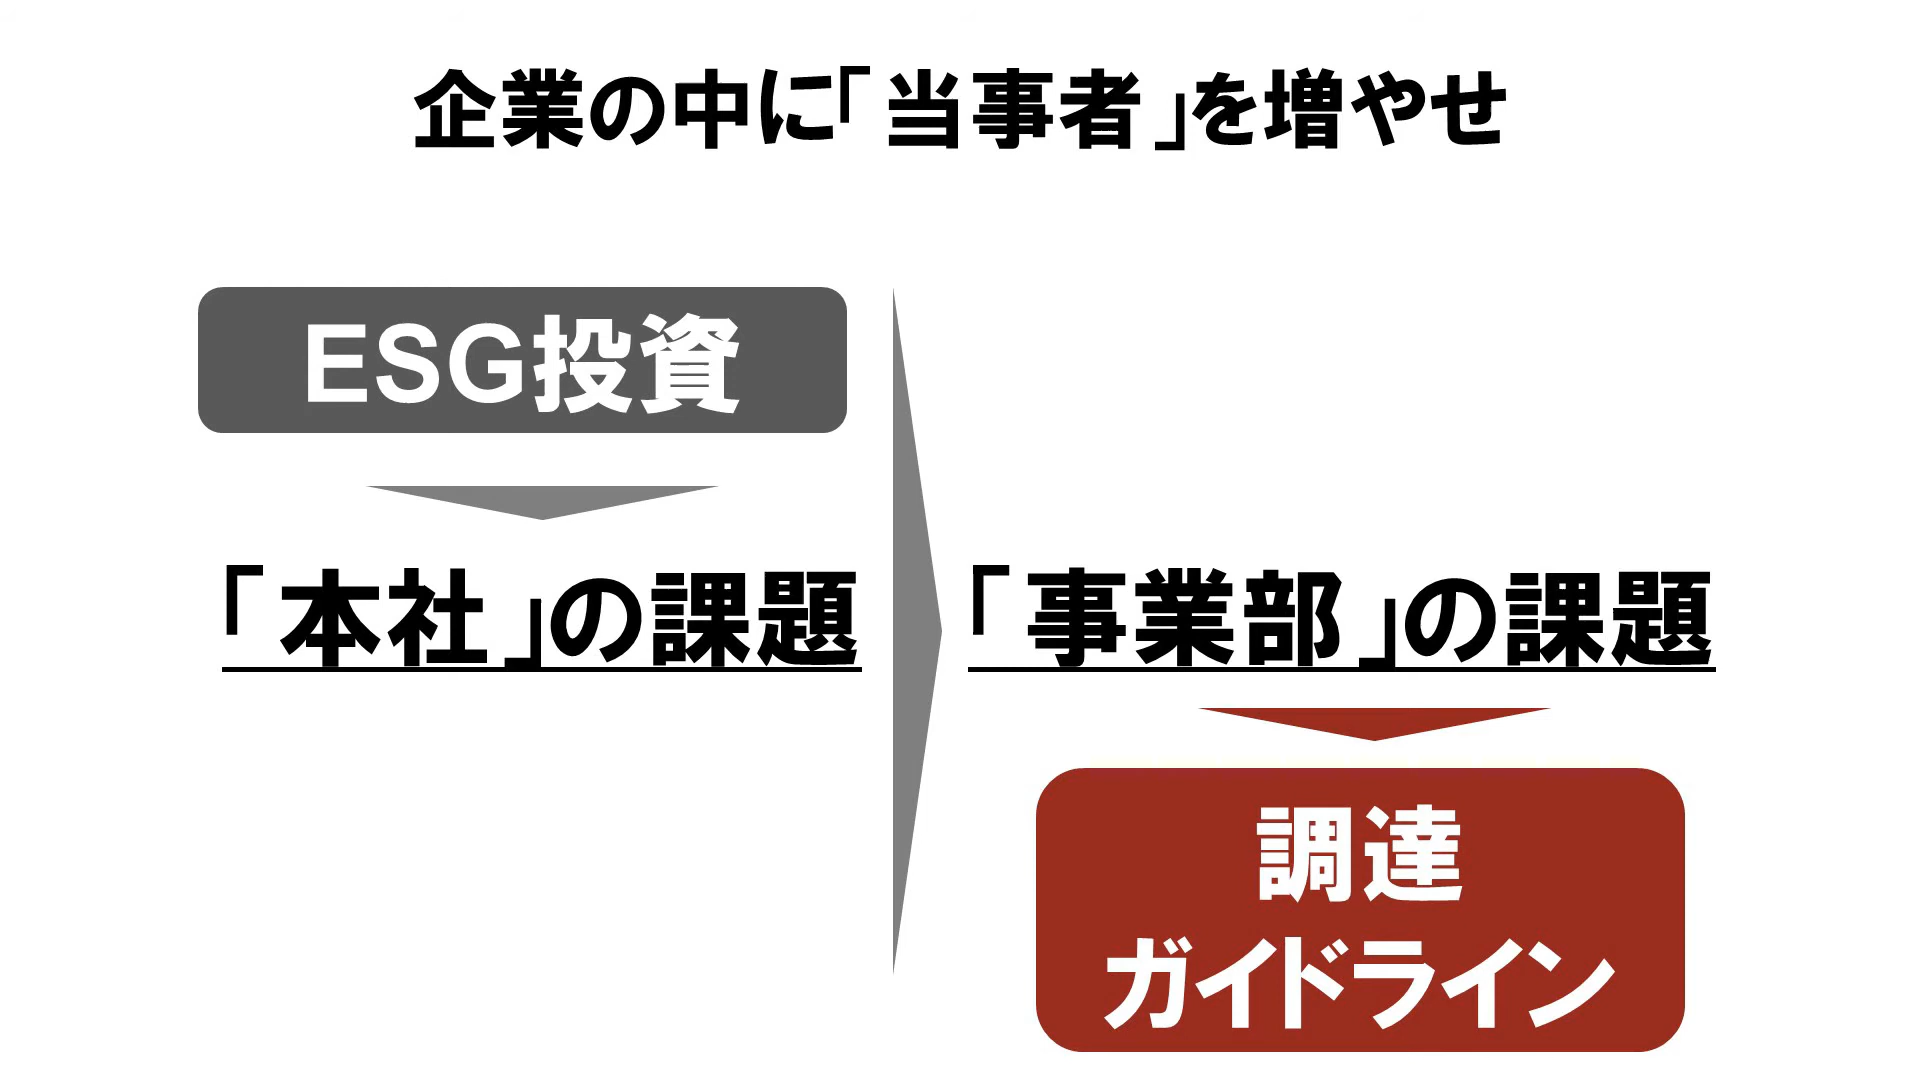 企業の中に「当事者」を増やせ
ESG投資
「本社」の課題
「事業部」の課題
調達
ガイドライン